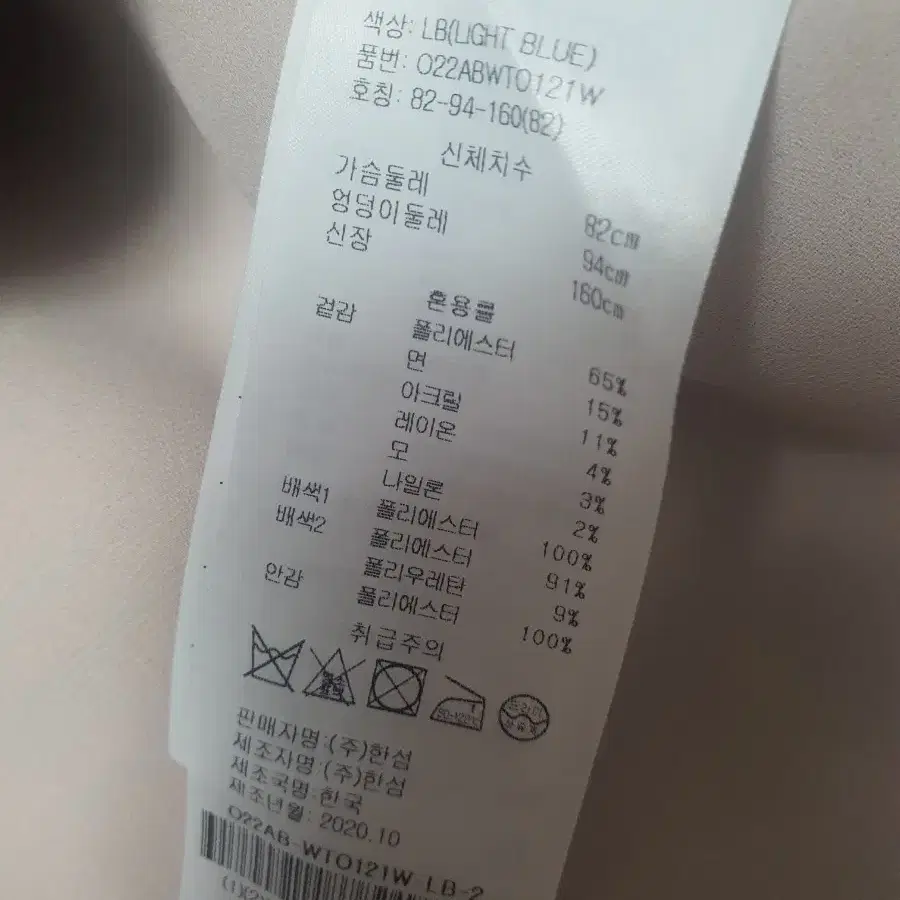 색상: LB(LIGHT BLUE)
품번: O22ABWTO121W
호칭: 82-94-160(82)
신체치수
가슴둘레 82cm
엉덩이둘레 94cm
신장 160cm
혼용률
겉감 폴리에스터 65%
면 15%
아크릴 11%
레이온 4%
모 3%
나일론 2%
배색1 폴리에스터 100%
배색2 폴리에스터 91%
폴리우레탄 9%
안감 폴리에스터 100%
취급주의
드라이
판매자명:(주)한섬
제조자명:(주)한섬
제조국명:한국
제조년월: 2020.10
O22AB-WTO121W LB-2